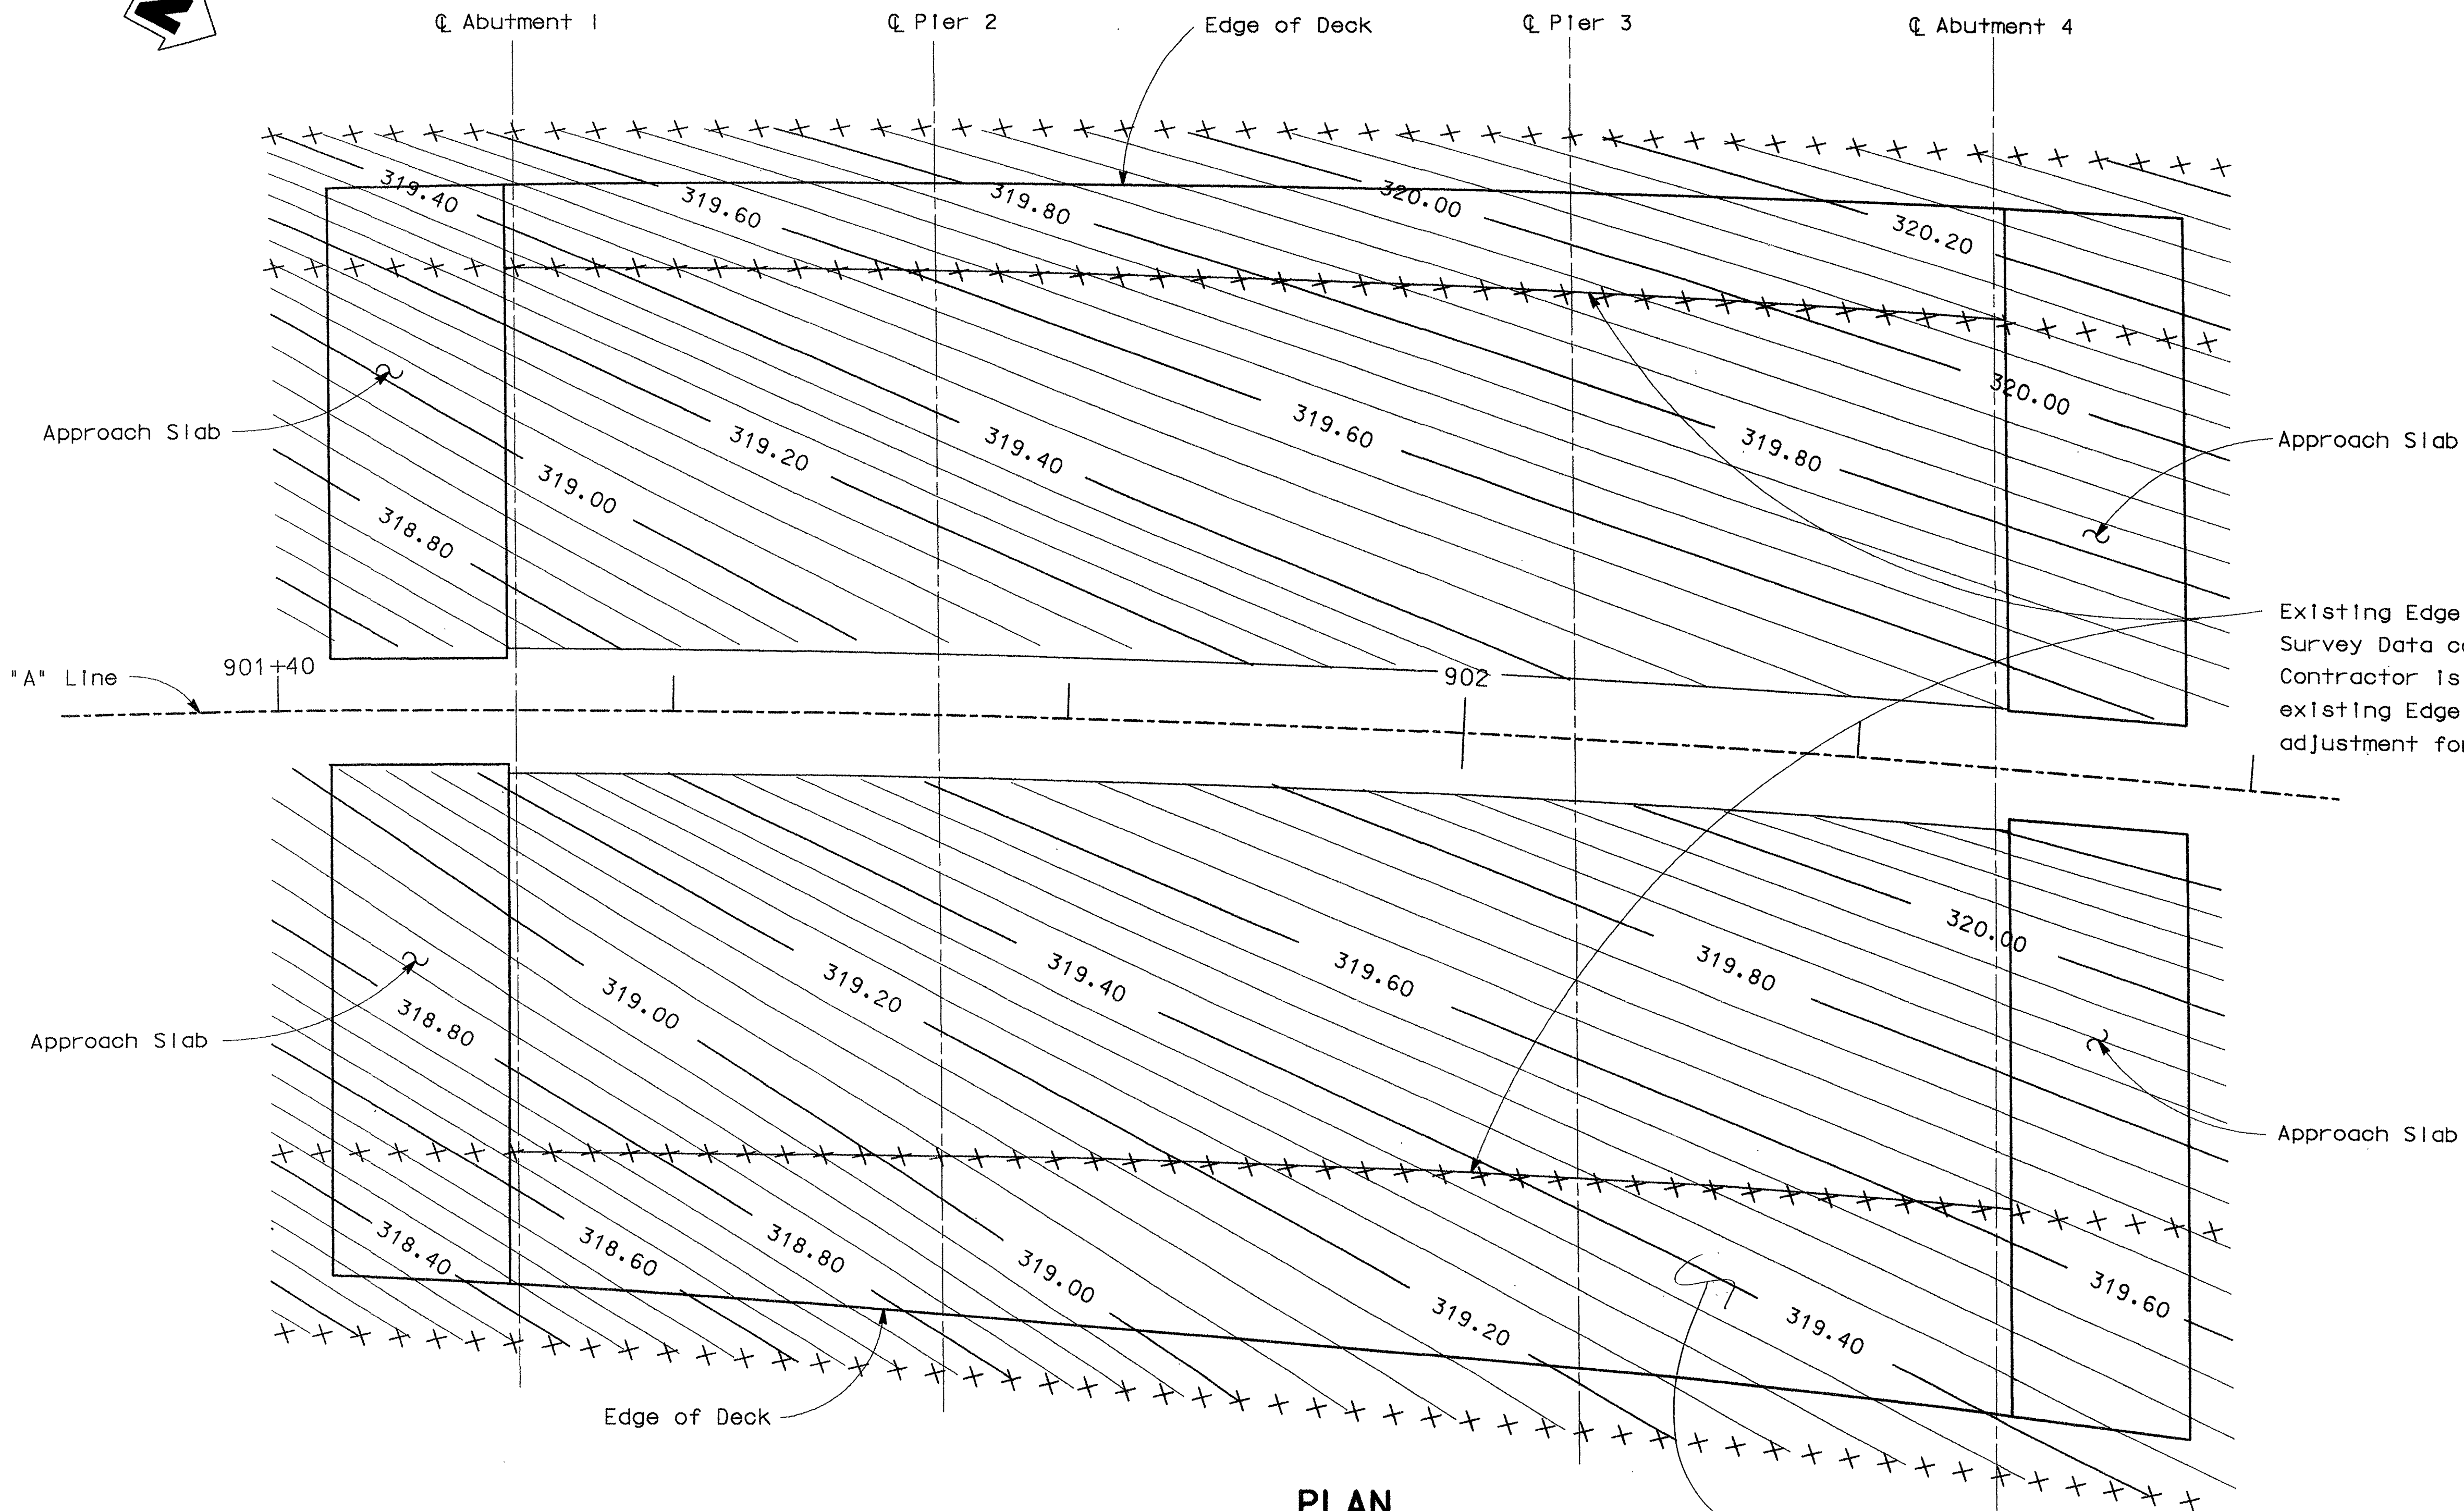 N
℄ Abutment 1
℄ Pier 2
Edge of Deck
℄ Pier 3
℄ Abutment 4
319.40
319.60
319.80
320.00
320.20
Approach Slab
319.20
319.40
319.60
319.80
320.00
Approach Slab
319.00
318.80
Existing Edge
Survey Data
Contractor is
existing Edge
adjustment
"A" Line
901+40
902
320.00
319.80
319.60
319.40
319.20
319.00
318.80
Approach Slab
Approach Slab
318.40
318.60
318.80
319.00
319.20
319.40
319.60
Edge of Deck
PLAN